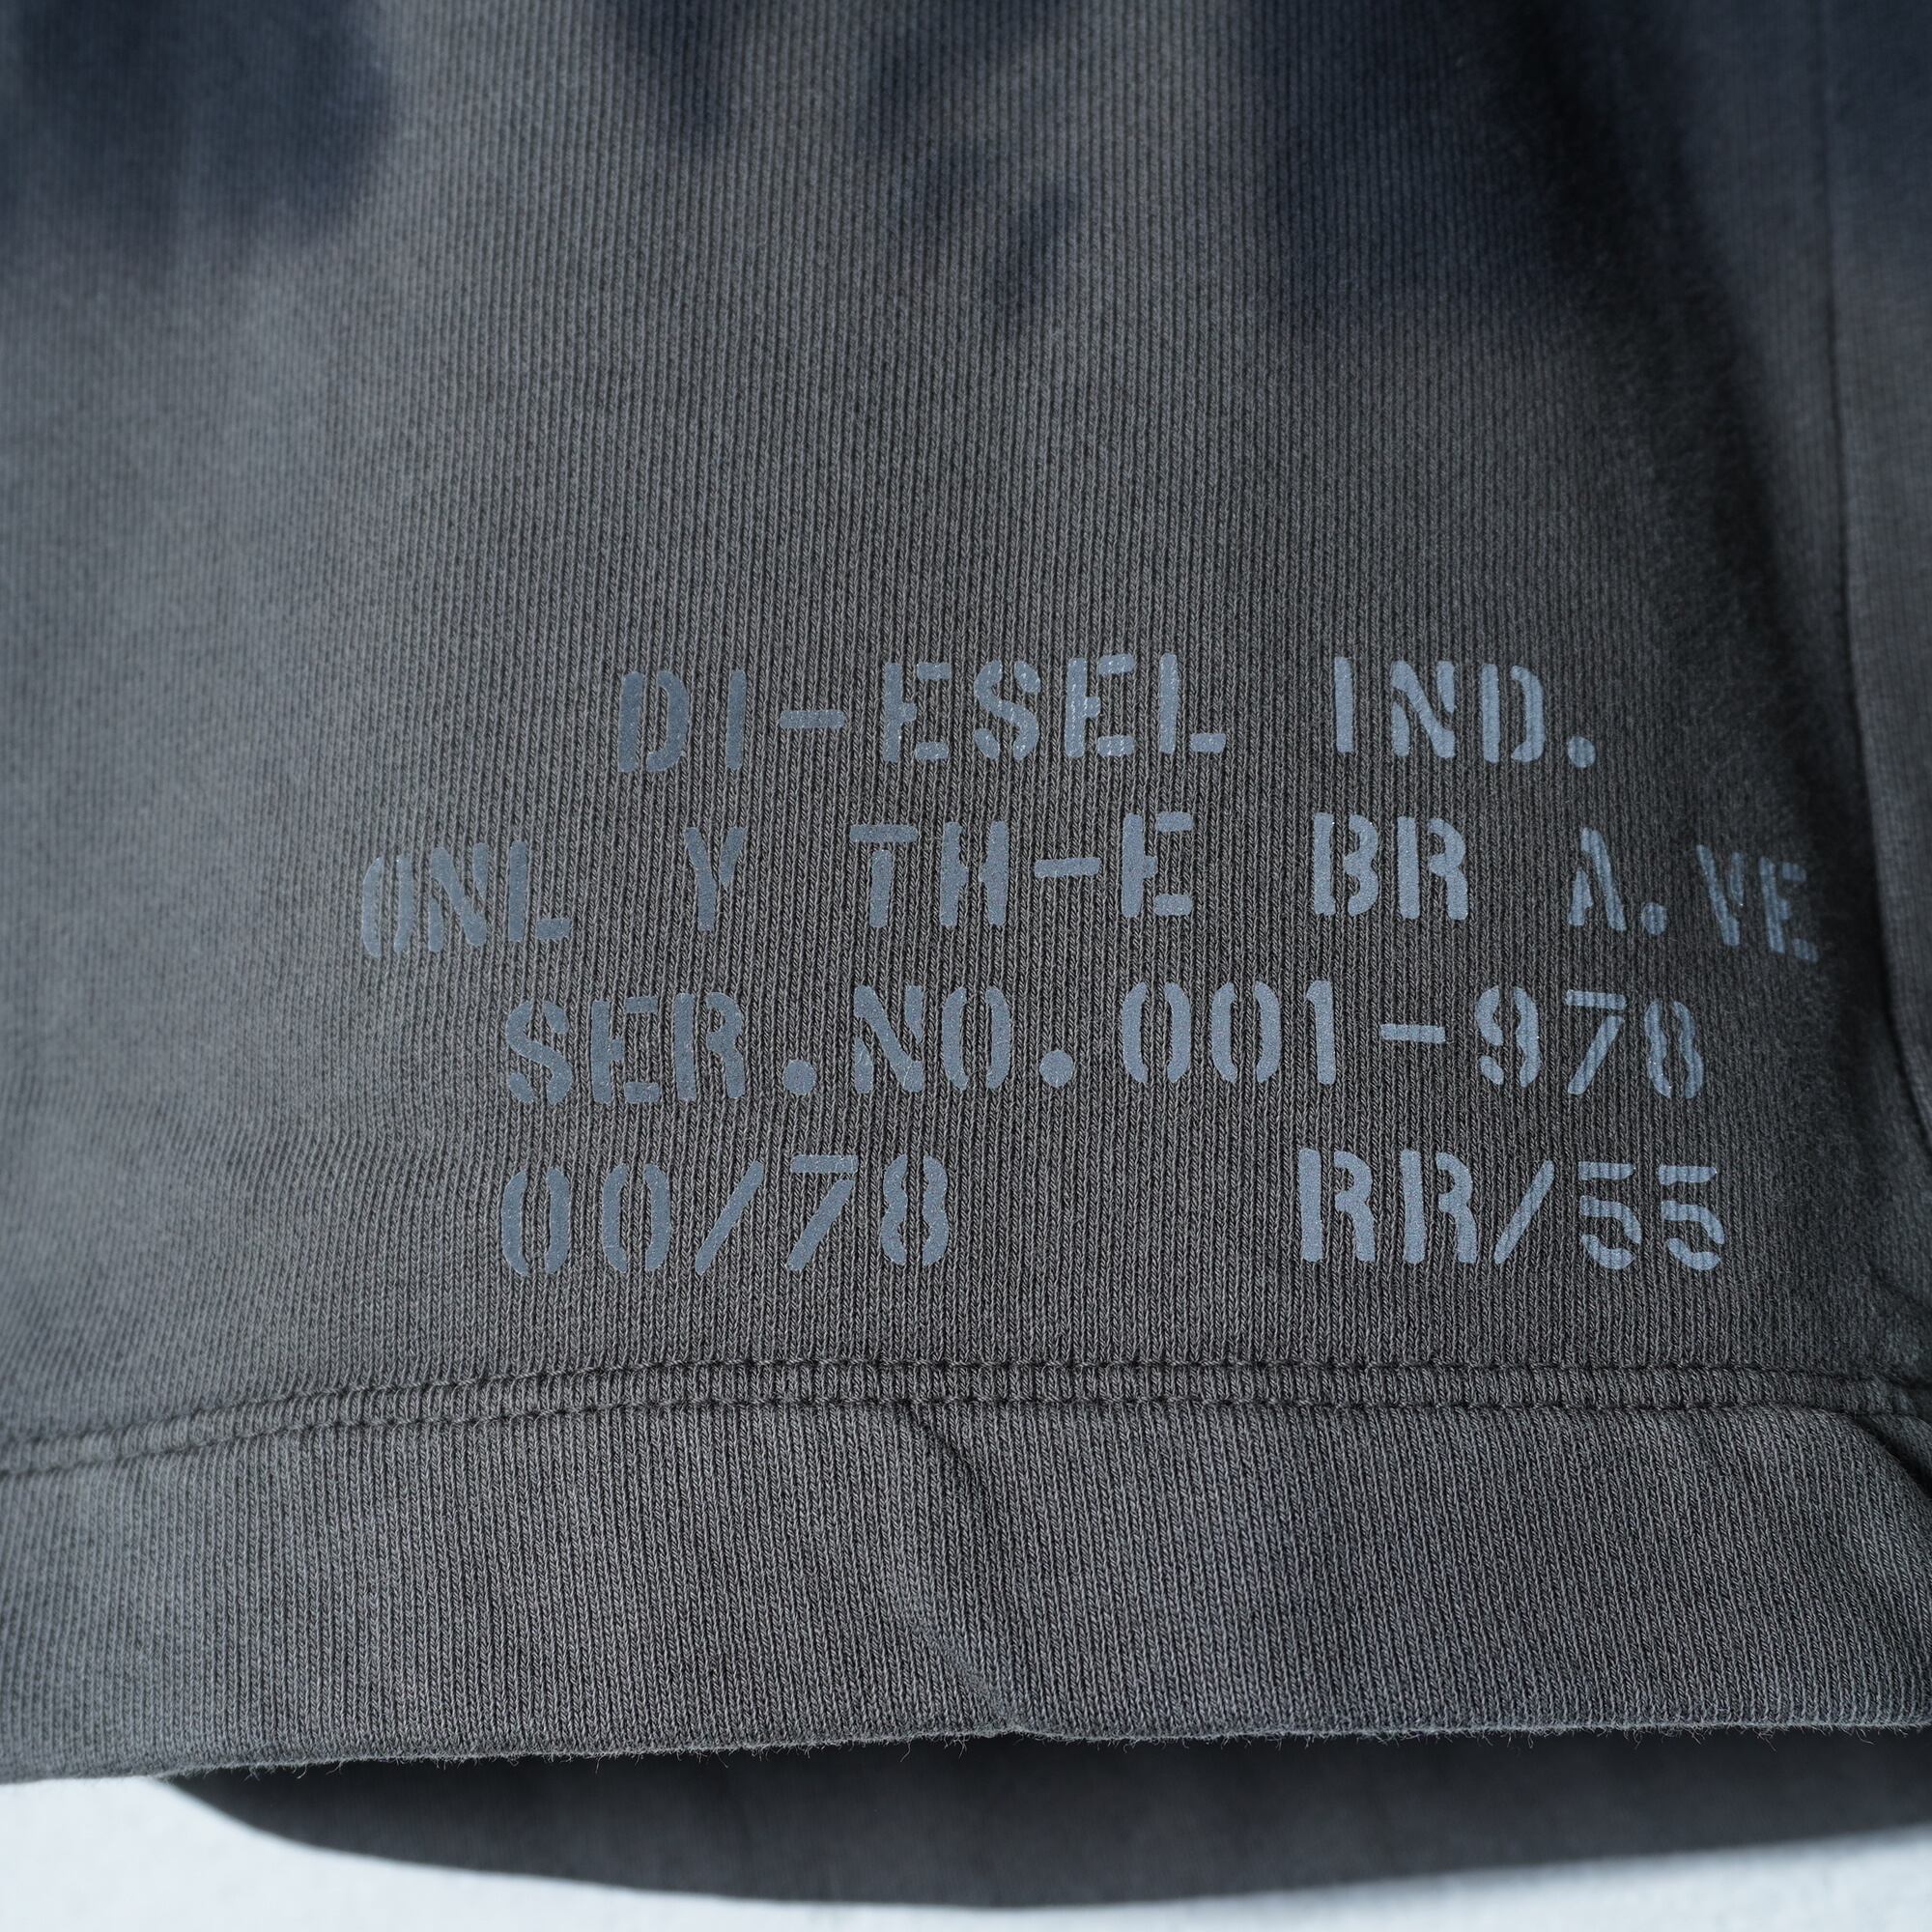 DI-ESEL IND.
ONL Y TH-E BR A.VE
SER.NO.001-978
00/78 RR/55